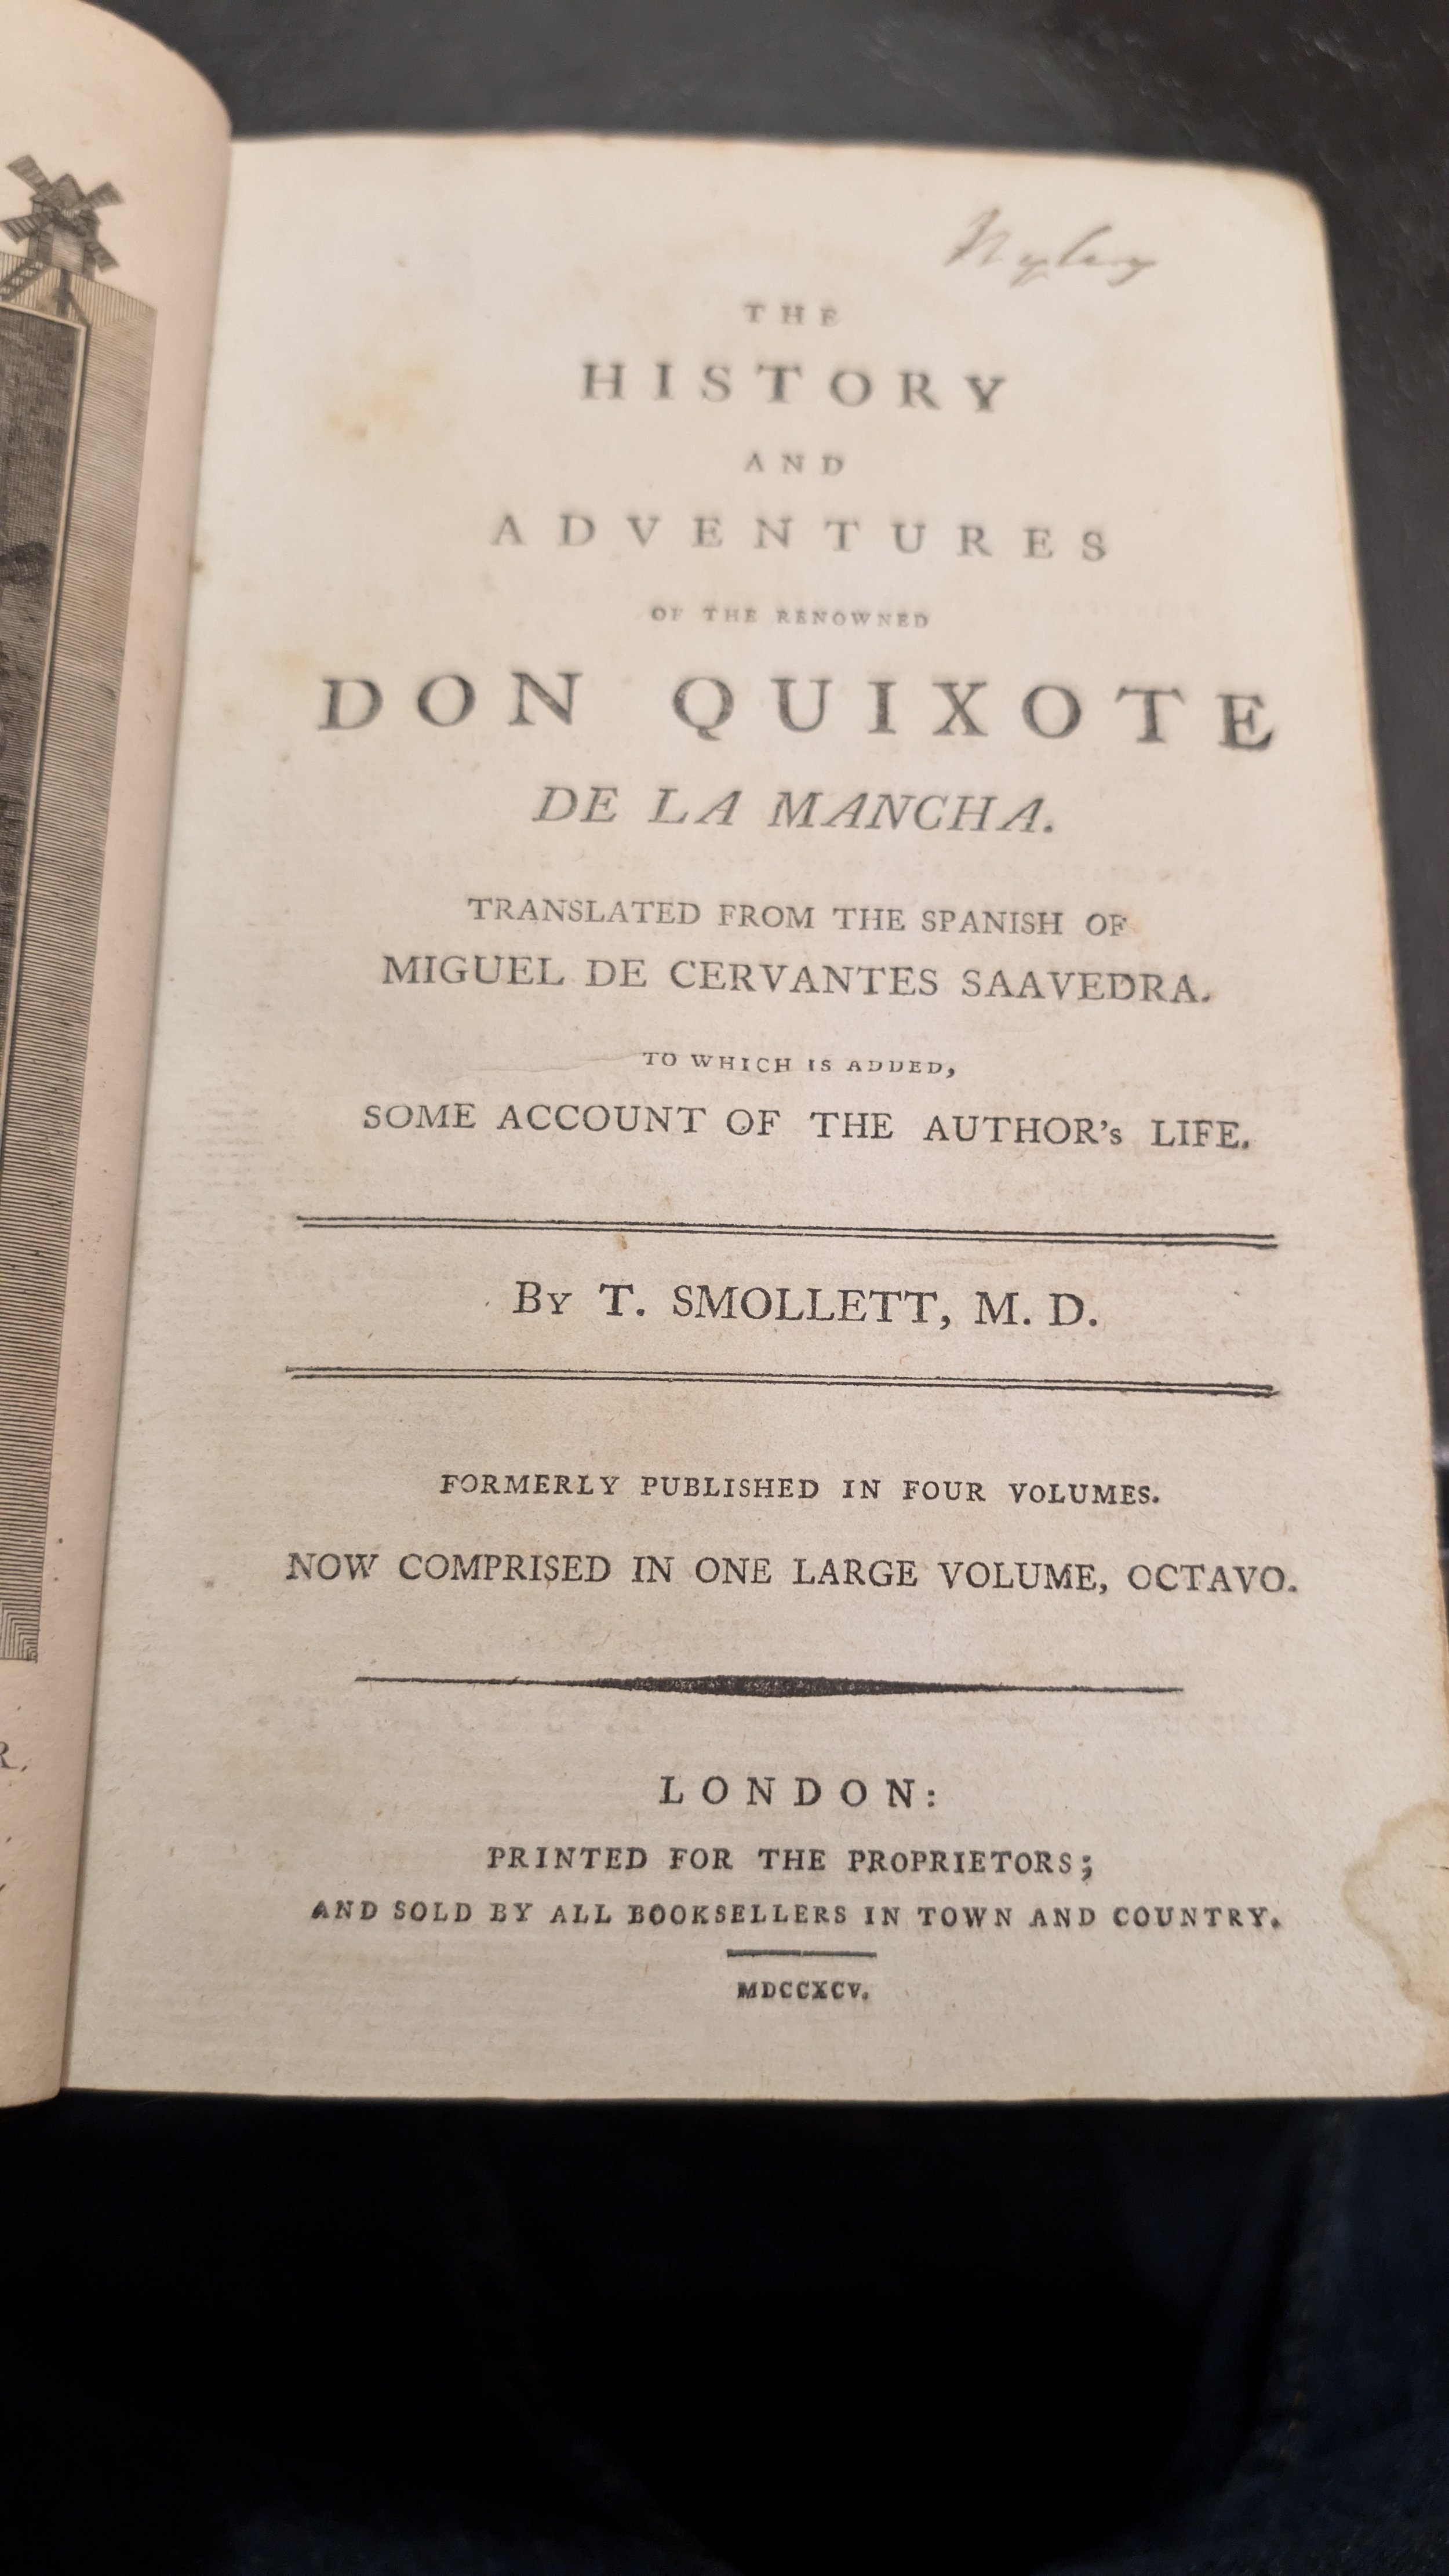 THE
HISTORY
AND
ADVENTURES
OF THE RENOWNED
DON QUIXOTE
DE LA MANCHA.
TRANSLATED FROM THE SPANISH OF
MIGUEL DE CERVANTES SAAVEDRA.
TO WHICH IS ADDED,
SOME ACCOUNT OF THE AUTHOR's LIFE.
By T. SMOLLETT, M. D.
FORMERLY PUBLISHED IN FOUR VOLUMES.
NOW COMPRISED IN ONE LARGE VOLUME, OCTAVO.
LONDON:
PRINTED FOR THE PROPRIETORS;
AND SOLD BY ALL BOOKSELLERS IN TOWN AND COUNTRY.
MDCCXCV.